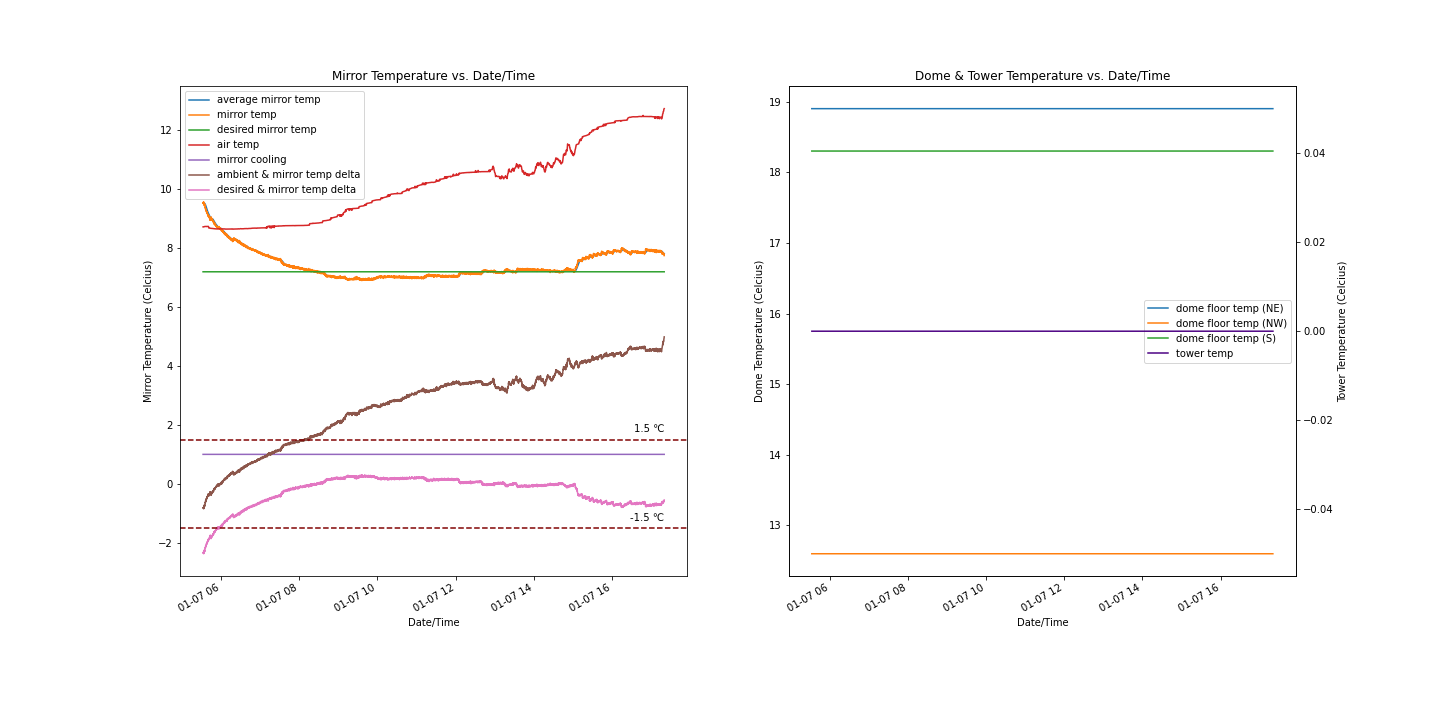 Mirror Temperature vs. Date/Time
average mirror temp
mirror temp
desired mirror temp
air temp
mirror cooling
ambient & mirror temp delta
desired & mirror temp delta
12
10
8
6
4
2
0
−2
Mirror Temperature (Celcius)
1.5 °C
-1.5 °C
01-07 06
01-07 08
01-07 10
01-07 12
01-07 14
01-07 16
Date/Time
Dome & Tower Temperature vs. Date/Time
19
18
17
16
15
14
13
Dome Temperature (Celcius)
dome floor temp (NE)
dome floor temp (NW)
dome floor temp (S)
tower temp
0.04
0.02
0.00
−0.02
−0.04
Tower Temperature (Celcius)
01-07 06
01-07 08
01-07 10
01-07 12
01-07 14
01-07 16
Date/Time